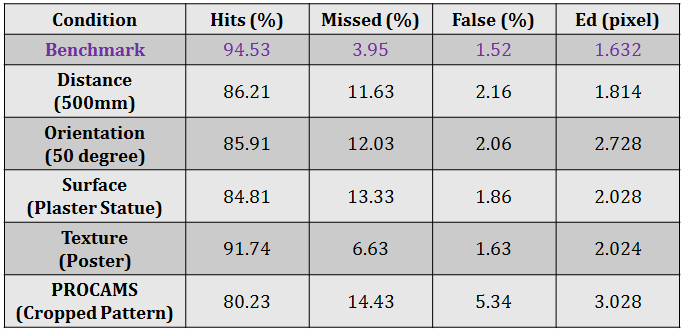 Condition Hits (%) Missed (%) False (%) Ed (pixel)
Benchmark 94.53 3.95 1.52 1.632
Distance
(500mm) 86.21 11.63 2.16 1.814
Orientation
(50 degree) 85.91 12.03 2.06 2.728
Surface
(Plaster Statue) 84.81 13.33 1.86 2.028
Texture
(Poster) 91.74 6.63 1.63 2.024
PROCAMS
(Cropped Pattern) 80.23 14.43 5.34 3.028